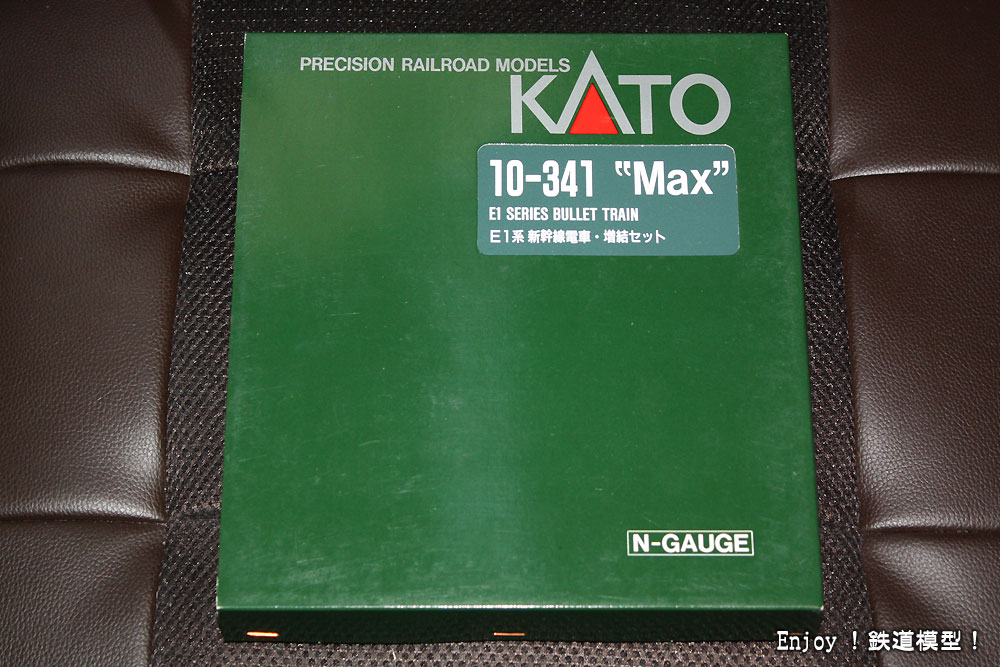 PRECISION RAILROAD MODELS
KATO
10-341 “Max”
E1 SERIES BULLET TRAIN
E1系 新幹線電車・増結セット
N-GAUGE
Enjoy！鉄道模型！